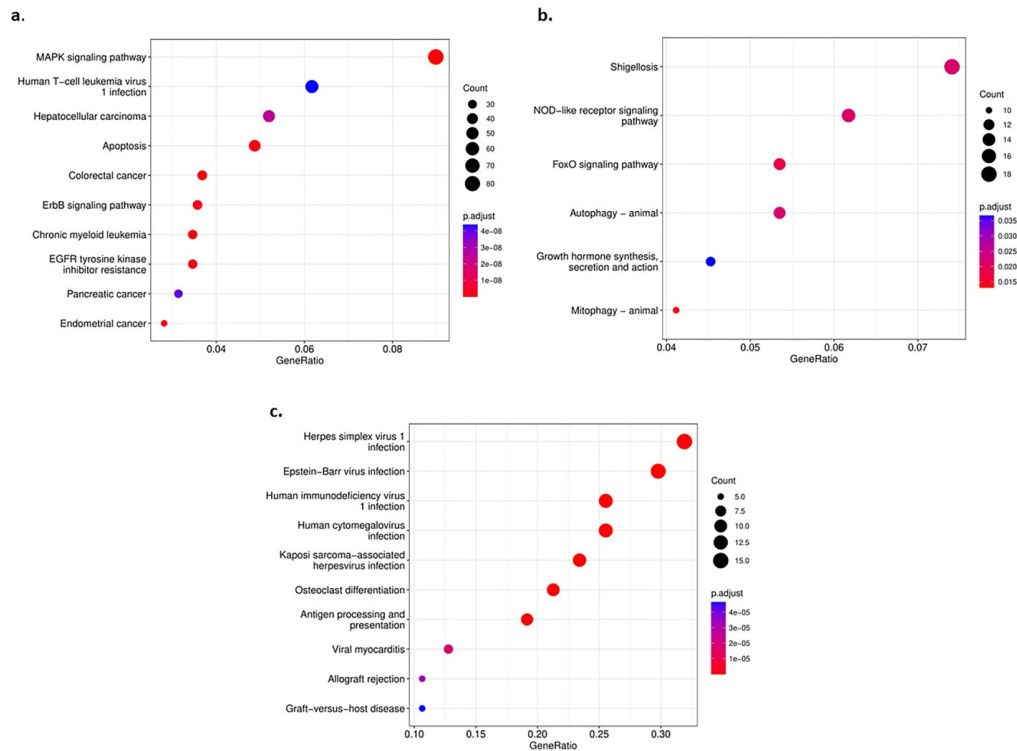 a.
MAPK signaling pathway
Human T−cell leukemia virus
1 infection
Hepatocellular carcinoma
Apoptosis
Colorectal cancer
ErbB signaling pathway
Chronic myeloid leukemia
EGFR tyrosine kinase
inhibitor resistance
Pancreatic cancer
Endometrial cancer
0.04 0.06 0.08
GeneRatio
Count
30
40
50
60
70
80
p.adjust
4e−08
3e−08
2e−08
1e−08
b.
Shigellosis
NOD−like receptor signaling
pathway
FoxO signaling pathway
Autophagy − animal
Growth hormone synthesis,
secretion and action
Mitophagy − animal
0.04 0.05 0.06 0.07
GeneRatio
Count
10
12
14
16
18
p.adjust
0.035
0.030
0.025
0.020
0.015
c.
Herpes simplex virus 1
infection
Epstein−Barr virus infection
Human immunodeficiency virus
1 infection
Human cytomegalovirus
infection
Kaposi sarcoma−associated
herpesvirus infection
Osteoclast differentiation
Antigen processing and
presentation
Viral myocarditis
Allograft rejection
Graft−versus−host disease
0.10 0.15 0.20 0.25 0.30
GeneRatio
Count
5.0
7.5
10.0
12.5
15.0
p.adjust
4e−05
3e−05
2e−05
1e−05